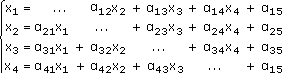 x₁ = ... a₁₂x₂ + a₁₃x₃ + a₁₄x₄ + a₁₅
x₂ = a₂₁x₁ ... + a₂₃x₃ + a₂₄x₄ + a₂₅
x₃ = a₃₁x₁ + a₃₂x₂ ... + a₃₄x₄ + a₃₅
x₄ = a₄₁x₁ + a₄₂x₂ + a₄₃x₃ ... + a₁₅